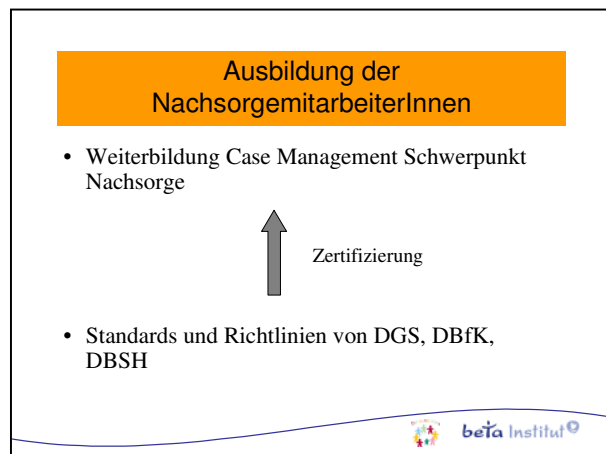 Ausbildung der
NachsorgemitarbeiterInnen
• Weiterbildung Case Management Schwerpunkt
Nachsorge
Zertifizierung
• Standards und Richtlinien von DGS, DBfK,
DBSH
beta Institut